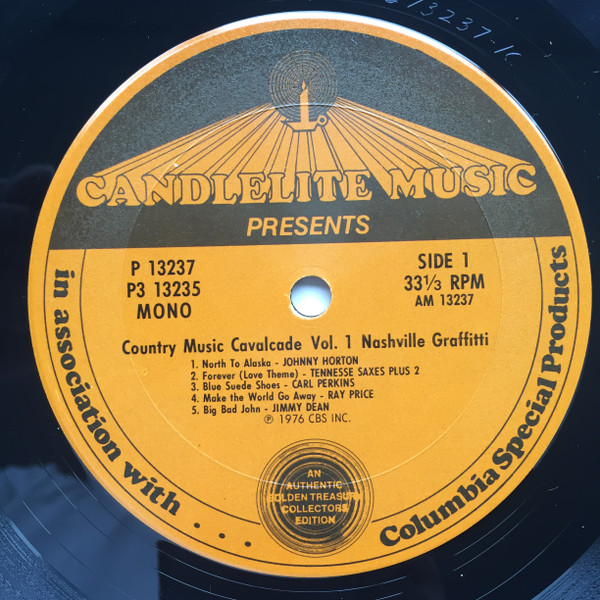 13237-1C
CANDLELITE MUSIC
PRESENTS
P 13237
P3 13235
MONO
SIDE 1
33⅓ RPM
AM 13237
Country Music Cavalcade Vol. 1 Nashville Graffitti
1. North To Alaska - JOHNNY HORTON
2. Forever (Love Theme) - TENNESSE SAXES PLUS 2
3. Blue Suede Shoes - CARL PERKINS
4. Make the World Go Away - RAY PRICE
5. Big Bad John - JIMMY DEAN
℗ 1976 CBS INC.
AN
AUTHENTIC
GOLDEN TREASURY
COLLECTORS
EDITION
in association with . . . Columbia Special Products